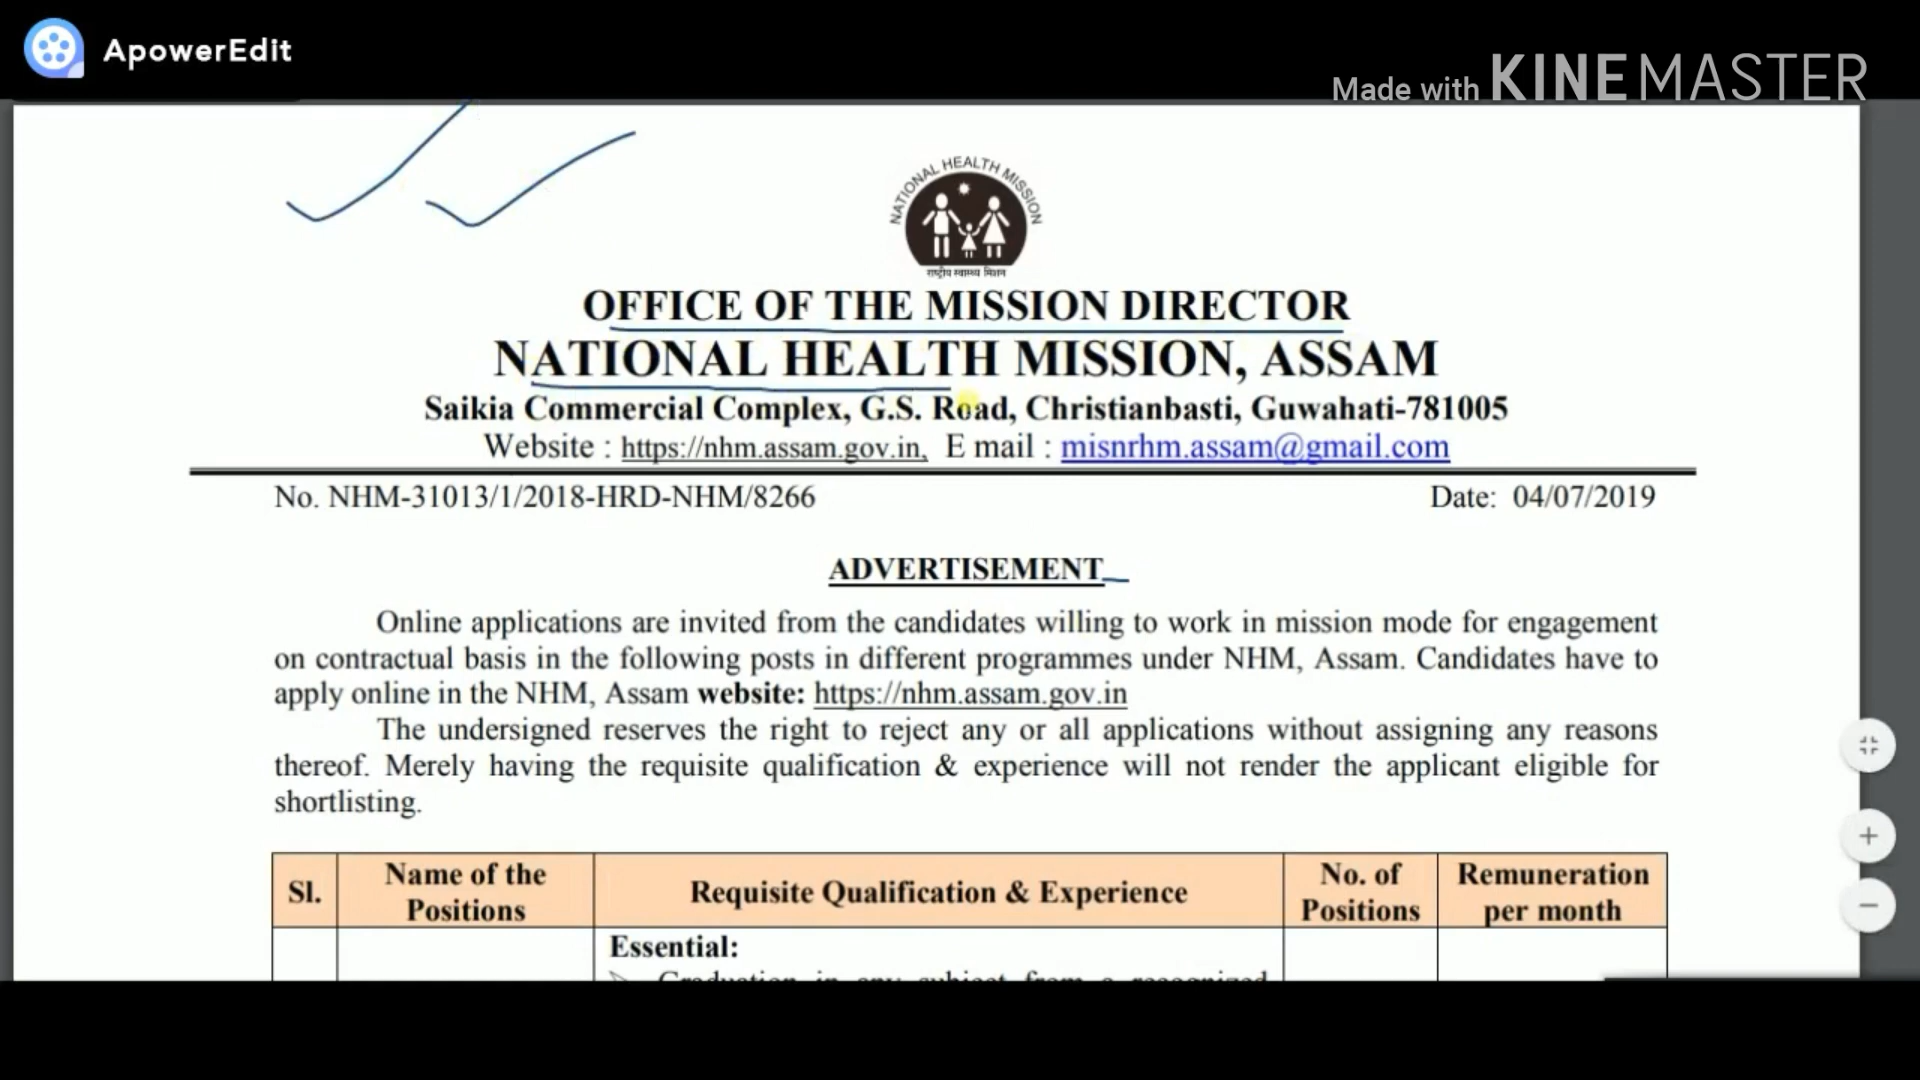 ApowerEdit
Made with KINEMASTER
NATIONAL HEALTH MISSION
राष्ट्रीय स्वास्थ्य मिशन
OFFICE OF THE MISSION DIRECTOR
NATIONAL HEALTH MISSION, ASSAM
Saikia Commercial Complex, G.S. Road, Christianbasti, Guwahati-781005
Website : https://nhm.assam.gov.in, E mail : misnrhm.assam@gmail.com
No. NHM-31013/1/2018-HRD-NHM/8266 Date: 04/07/2019
ADVERTISEMENT
Online applications are invited from the candidates willing to work in mission mode for engagement
on contractual basis in the following posts in different programmes under NHM, Assam. Candidates have to
apply online in the NHM, Assam website: https://nhm.assam.gov.in
The undersigned reserves the right to reject any or all applications without assigning any reasons
thereof. Merely having the requisite qualification & experience will not render the applicant eligible for
shortlisting.
Sl. Name of the Positions Requisite Qualification & Experience No. of Positions Remuneration per month
Essential:
Graduation in any subject from a recognized